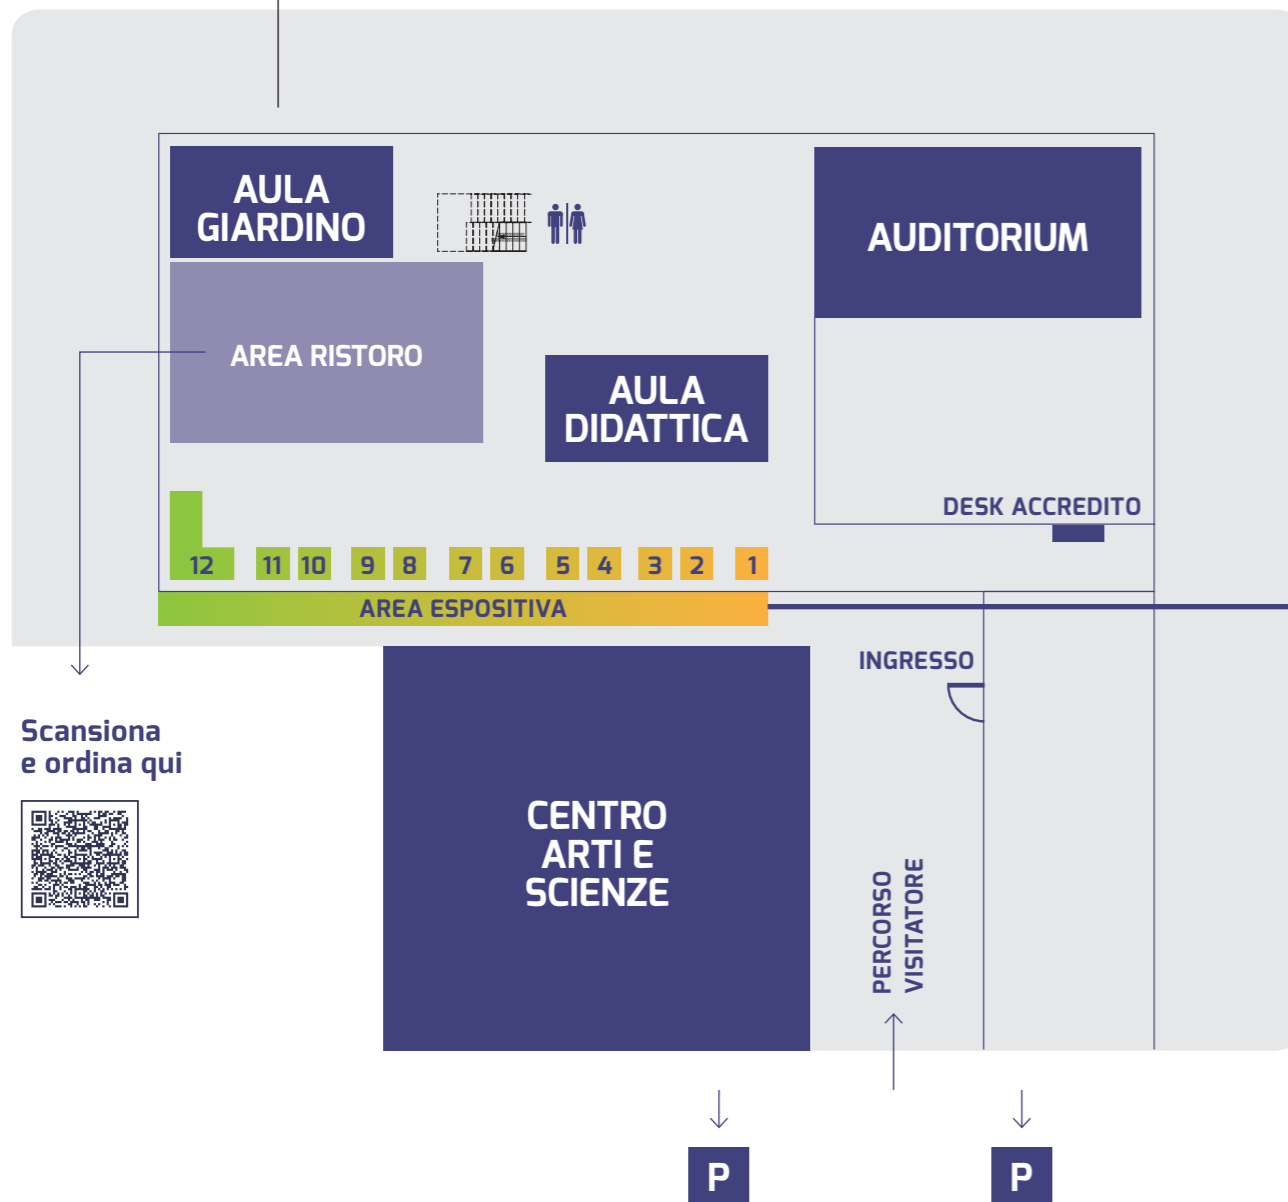 AULA
GIARDINO
AUDITORIUM
AREA RISTORO
AULA
DIDATTICA
DESK ACCREDITO
12 11 10 9 8 7 6 5 4 3 2 1
AREA ESPOSITIVA
INGRESSO
Scansiona
e ordina qui
CENTRO
ARTI E
SCIENZE
PERCORSO
VISITATORE
P
P